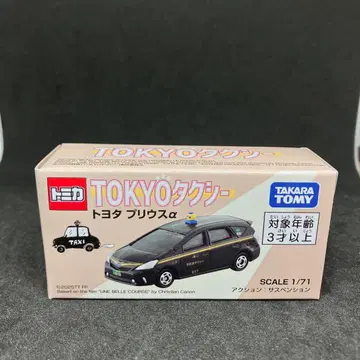 トミカ
TOKYOタクシー
TAKARA TOMY
トヨタ プリウスα
対象年齢
3才以上
TAXI
SCALE 1/71
アクション:サスペンション
Based on the film "UNE BELLE COURSE" by Christian Carion